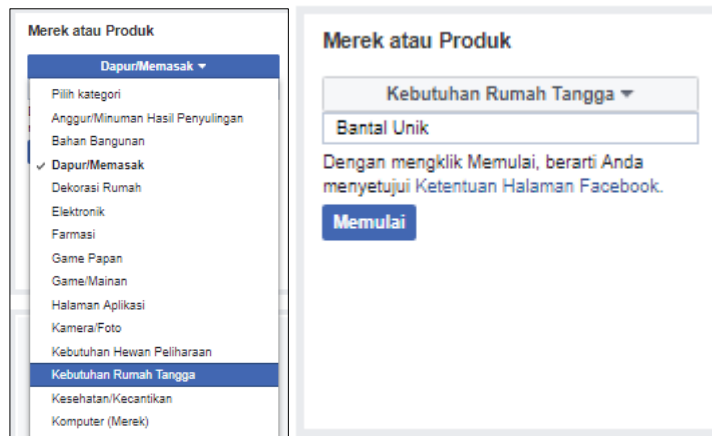 Merek atau Produk
Dapur/Memasak
Pilih kategori
Anggur/Minuman Hasil Penyulingan
Bahan Bangunan
Dapur/Memasak
Dekorasi Rumah
Elektronik
Farmasi
Game Papan
Game/Mainan
Halaman Aplikasi
Kamera/Foto
Kebutuhan Hewan Peliharaan
Kebutuhan Rumah Tangga
Kesehatan/Kecantikan
Komputer (Merek)
Merek atau Produk
Kebutuhan Rumah Tangga
Bantal Unik
Dengan mengklik Memulai, berarti Anda
menyetujui Ketentuan Halaman Facebook.
Memulai